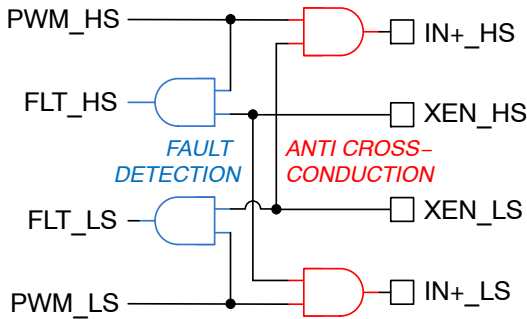 PWM_HS
IN+_HS
FLT_HS
XEN_HS
FAULT
DETECTION
ANTI CROSS–
CONDUCTION
FLT_LS
XEN_LS
PWM_LS
IN+_LS